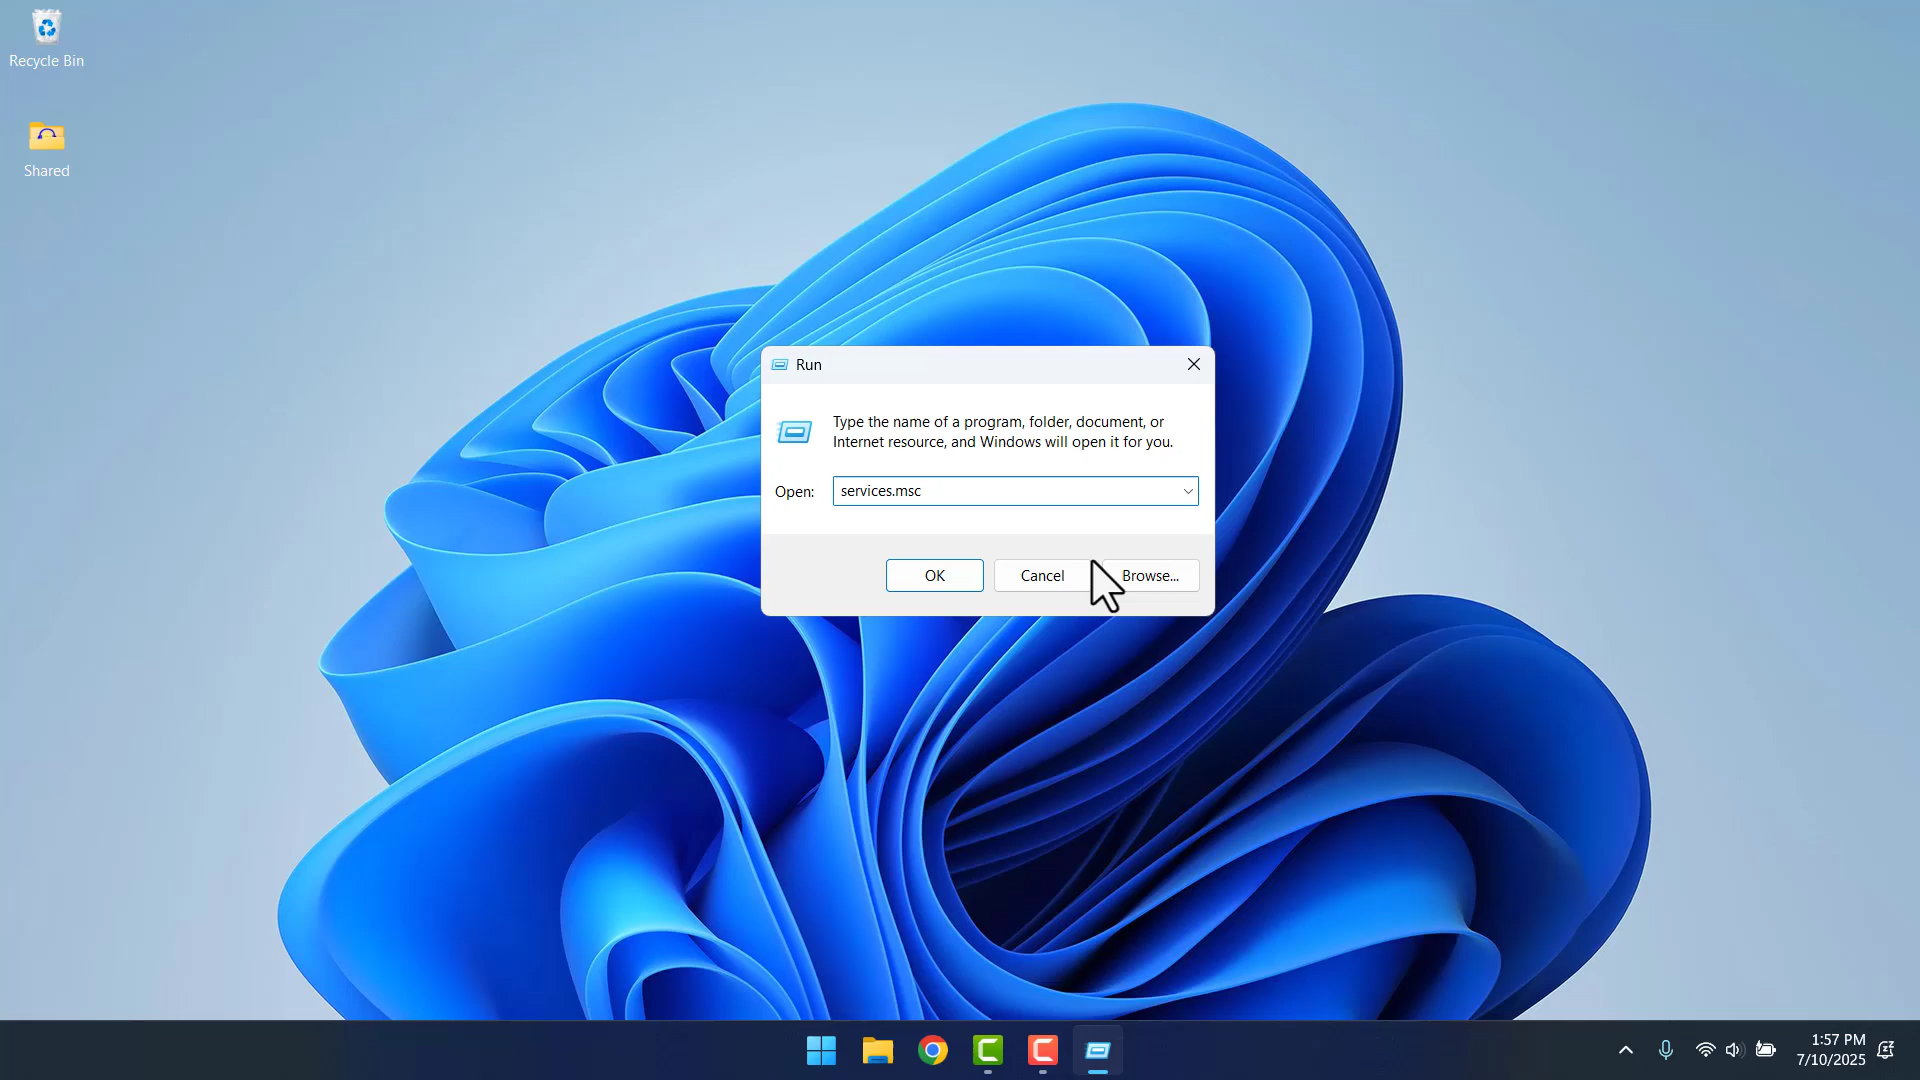 Recycle Bin
Shared
Run
Type the name of a program, folder, document, or
Internet resource, and Windows will open it for you.
Open: services.msc
OK Cancel Browse...
1:57 PM
7/10/2025